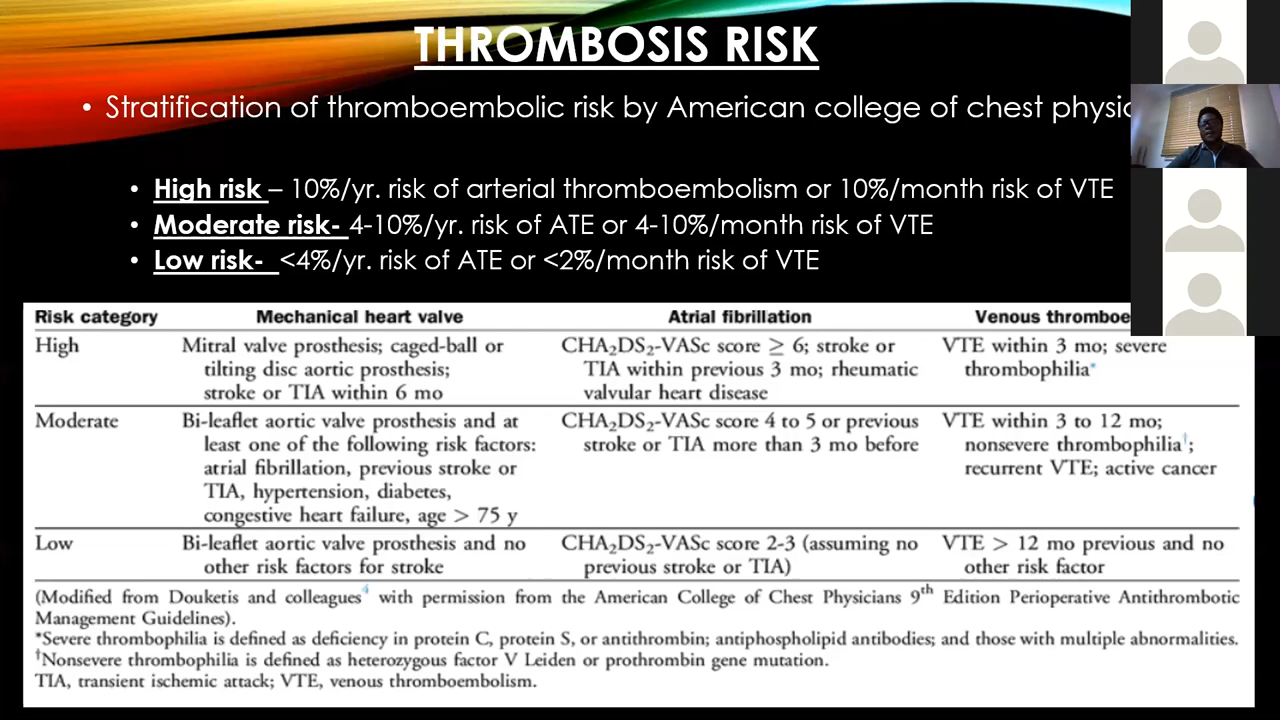 THROMBOSIS RISK
• Stratification of thromboembolic risk by American college of chest
• High risk – 10%/yr. risk of arterial thromboembolism or 10%/month risk of VTE
• Moderate risk- 4-10%/yr. risk of ATE or 4-10%/month risk of VTE
• Low risk- <4%/yr. risk of ATE or <2%/month risk of VTE
Risk category Mechanical heart valve Atrial fibrillation Venous
High Mitral valve prosthesis; caged-ball or CHA₂DS₂-VASc score ≥ 6; stroke or VTE within 3 mo; severe
tilting disc aortic prosthesis; TIA within previous 3 mo; rheumatic thrombophilia*
stroke or TIA within 6 mo valvular heart disease
Moderate Bi-leaflet aortic valve prosthesis and at CHA₂DS₂-VASc score 4 to 5 or previous VTE within 3 to 12 mo;
least one of the following risk factors: stroke or TIA more than 3 mo before nonsevere thrombophilia†;
atrial fibrillation, previous stroke or recurrent VTE; active cancer
TIA, hypertension, diabetes,
congestive heart failure, age > 75 y
Low Bi-leaflet aortic valve prosthesis and no CHA₂DS₂-VASc score 2-3 (assuming no VTE > 12 mo previous and no
other risk factors for stroke previous stroke or TIA) other risk factor
(Modified from Douketis and colleagues⁴ with permission from the American College of Chest Physicians 9th Edition Perioperative Antithrombotic
Management Guidelines).
*Severe thrombophilia is defined as deficiency in protein C, protein S, or antithrombin; antiphospholipid antibodies; and those with multiple abnormalities.
†Nonsevere thrombophilia is defined as heterozygous factor V Leiden or prothrombin gene mutation.
TIA, transient ischemic attack; VTE, venous thromboembolism.